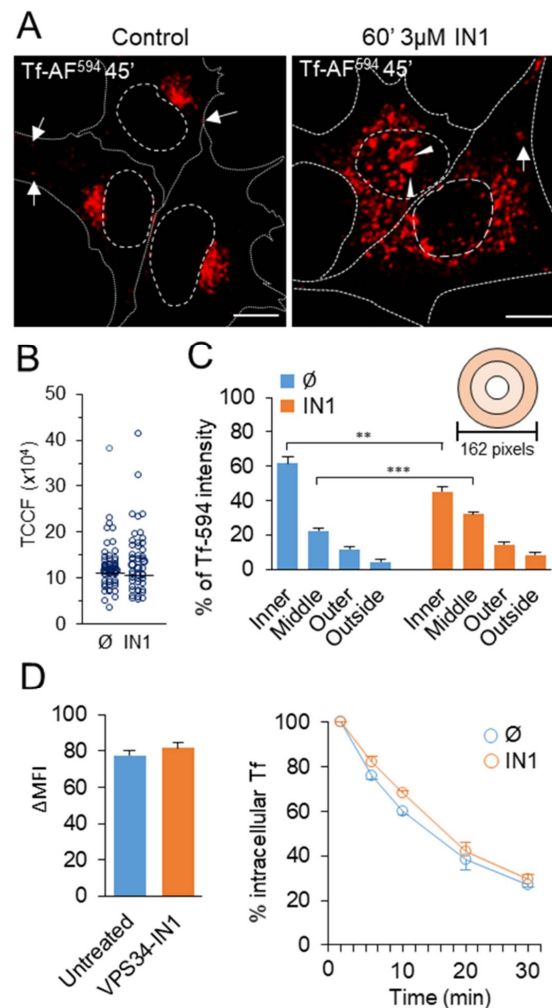 A
Control
60' 3µM IN1
Tf-AF594 45'
Tf-AF594 45'
B
TCCF (x10⁴)
50
40
30
20
10
0
Ø IN1
C
Ø
IN1
% of Tf-594 intensity
100
80
60
40
20
0
**
***
162 pixels
Inner
Middle
Outer
Outside
Inner
Middle
Outer
Outside
D
ΔMFI
100
80
60
40
20
0
Untreated
VPS34-IN1
% intracellular Tf
100
80
60
40
20
Ø
IN1
0 10 20 30
Time (min)